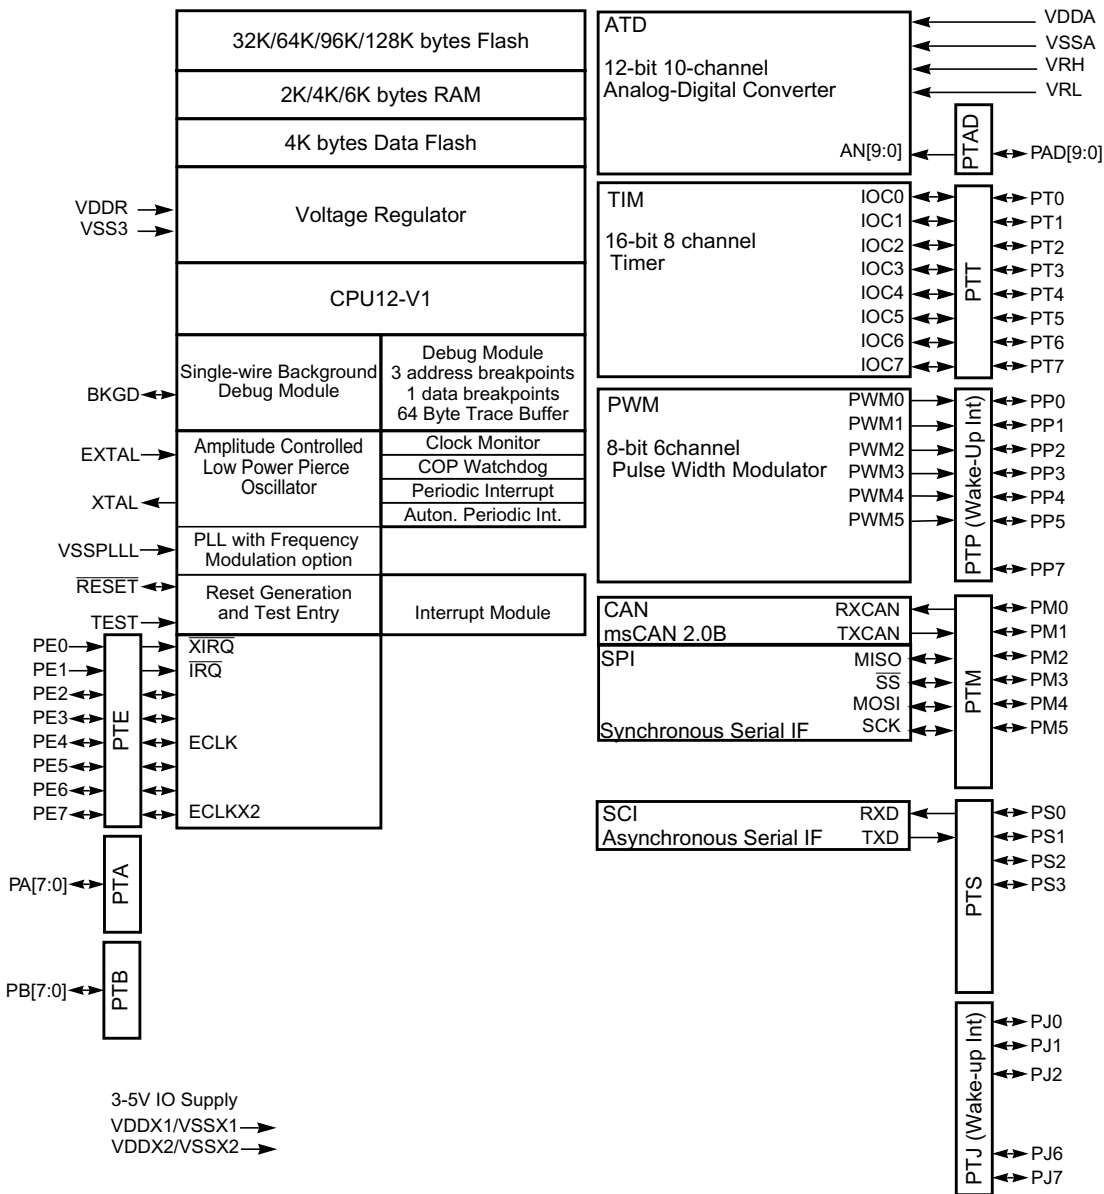 32K/64K/96K/128K bytes Flash
2K/4K/6K bytes RAM
4K bytes Data Flash
VDDR
VSS3
Voltage Regulator
CPU12-V1
BKGD
Single-wire Background
Debug Module
Debug Module
3 address breakpoints
1 data breakpoints
64 Byte Trace Buffer
EXTAL
XTAL
Amplitude Controlled
Low Power Pierce
Oscillator
Clock Monitor
COP Watchdog
Periodic Interrupt
Auton. Periodic Int.
VSSPLLL
PLL with Frequency
Modulation option
RESET
TEST
Reset Generation
and Test Entry
Interrupt Module
PE0
PE1
PE2
PE3
PE4
PE5
PE6
PE7
PTE
XIRQ
IRQ
ECLK
ECLKX2
PA[7:0]
PTA
PB[7:0]
PTB
3-5V IO Supply
VDDX1/VSSX1
VDDX2/VSSX2
ATD
12-bit 10-channel
Analog-Digital Converter
AN[9:0]
VDDA
VSSA
VRH
VRL
PTAD
PAD[9:0]
TIM
16-bit 8 channel
Timer
IOC0
IOC1
IOC2
IOC3
IOC4
IOC5
IOC6
IOC7
PTT
PT0
PT1
PT2
PT3
PT4
PT5
PT6
PT7
PWM
8-bit 6channel
Pulse Width Modulator
PWM0
PWM1
PWM2
PWM3
PWM4
PWM5
PTP (Wake-Up Int)
PP0
PP1
PP2
PP3
PP4
PP5
PP7
CAN
msCAN 2.0B
RXCAN
TXCAN
SPI
Synchronous Serial IF
MISO
SS
MOSI
SCK
PTM
PM0
PM1
PM2
PM3
PM4
PM5
SCI
Asynchronous Serial IF
RXD
TXD
PTS
PS0
PS1
PS2
PS3
PTJ (Wake-up Int)
PJ0
PJ1
PJ2
PJ6
PJ7